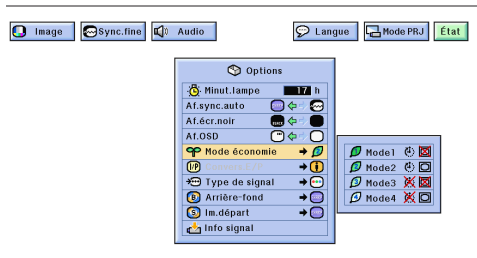 Image Sync.fine Audio Langue Mode PRJ État
Options
Minut.lampe 17 h
Af.sync.auto
Af.écr.noir
Af.OSD
Mode économie
Type de signal
Arrière-fond
Im.départ
Info signal
Mode1
Mode2
Mode3
Mode4